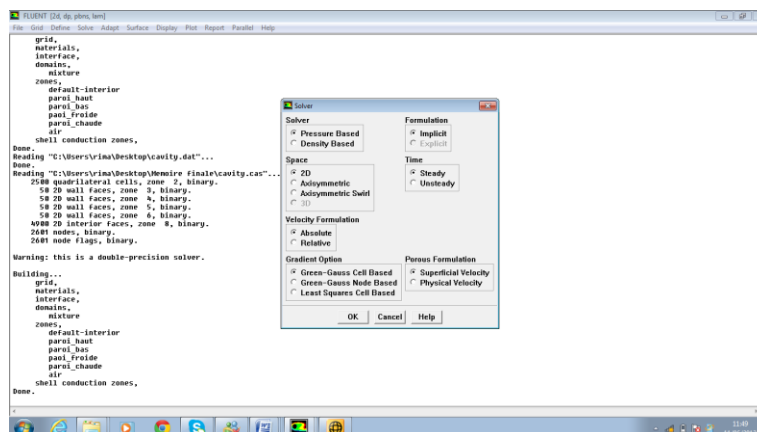 FLUENT [2d, dp, pbns, lam]
File Grid Define Solve Adapt Surface Display Plot Report Parallel Help
grid,
materials,
interface,
domains,
mixture
zones,
default-interior
paroi_haut
paroi_bas
paoi_froide
paroi_chaude
air
shell conduction zones,
Done.
Reading "C:\Users\rima\Desktop\cavity.dat"...
Done.
Reading "C:\Users\rima\Desktop\Memoire finale\cavity.cas"...
2500 quadrilateral cells, zone 2, binary.
50 2D wall faces, zone 3, binary.
50 2D wall faces, zone 4, binary.
50 2D wall faces, zone 5, binary.
50 2D wall faces, zone 6, binary.
4900 2D interior faces, zone 8, binary.
2601 nodes, binary.
2601 node flags, binary.
Warning: this is a double-precision solver.
Building...
grid,
materials,
interface,
domains,
mixture
zones,
default-interior
paroi_haut
paroi_bas
paoi_froide
paroi_chaude
air
shell conduction zones,
Done.
Solver
Solver
Pressure Based
Density Based
Formulation
Implicit
Explicit
Space
2D
Axisymmetric
Axisymmetric Swirl
3D
Time
Steady
Unsteady
Velocity Formulation
Absolute
Relative
Gradient Option
Green-Gauss Cell Based
Green-Gauss Node Based
Least Squares Cell Based
Porous Formulation
Superficial Velocity
Physical Velocity
OK Cancel Help
11:49